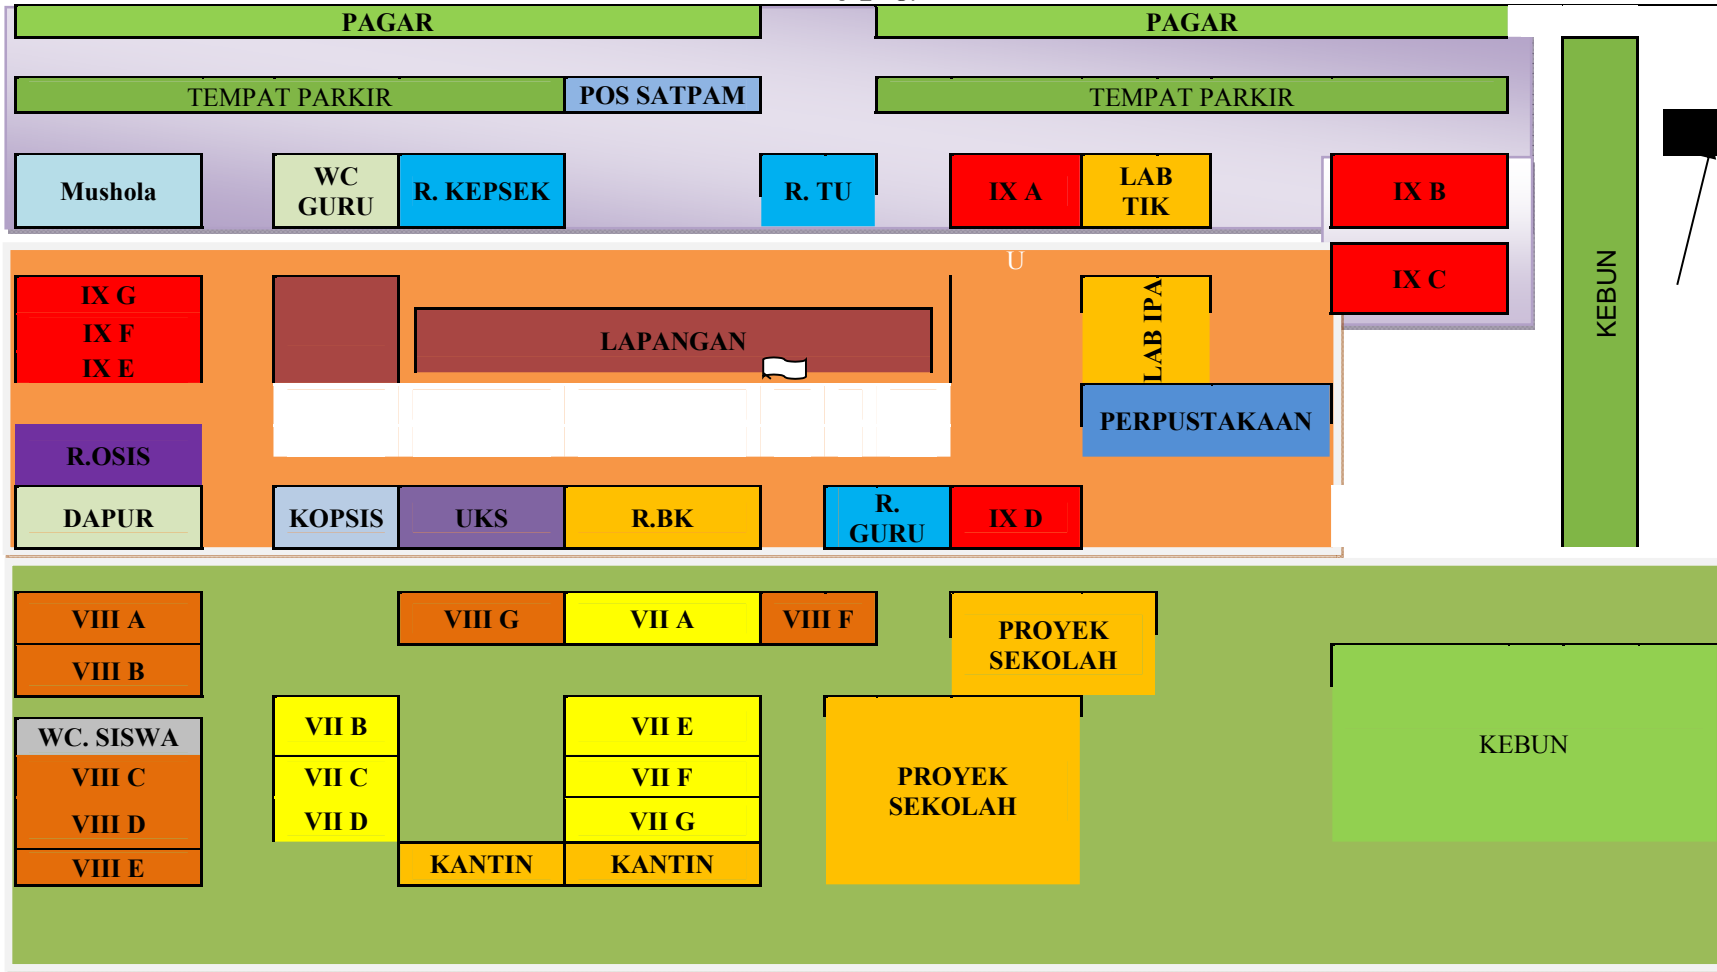 PAGAR
PAGAR
TEMPAT PARKIR
POS SATPAM
TEMPAT PARKIR
Mushola
WC
GURU
R. KEPSEK
R. TU
IX A
LAB
TIK
IX B
U
IX C
KEBUN
IX G
IX F
IX E
LAPANGAN
LAB IPA
PERPUSTAKAAN
R.OSIS
DAPUR
KOPSIS
UKS
R.BK
R.
GURU
IX D
VIII A
VIII G
VII A
VIII F
PROYEK
SEKOLAH
VIII B
WC. SISWA
VII B
VII E
KEBUN
VIII C
VII C
VII F
PROYEK
SEKOLAH
VIII D
VII D
VII G
VIII E
KANTIN
KANTIN